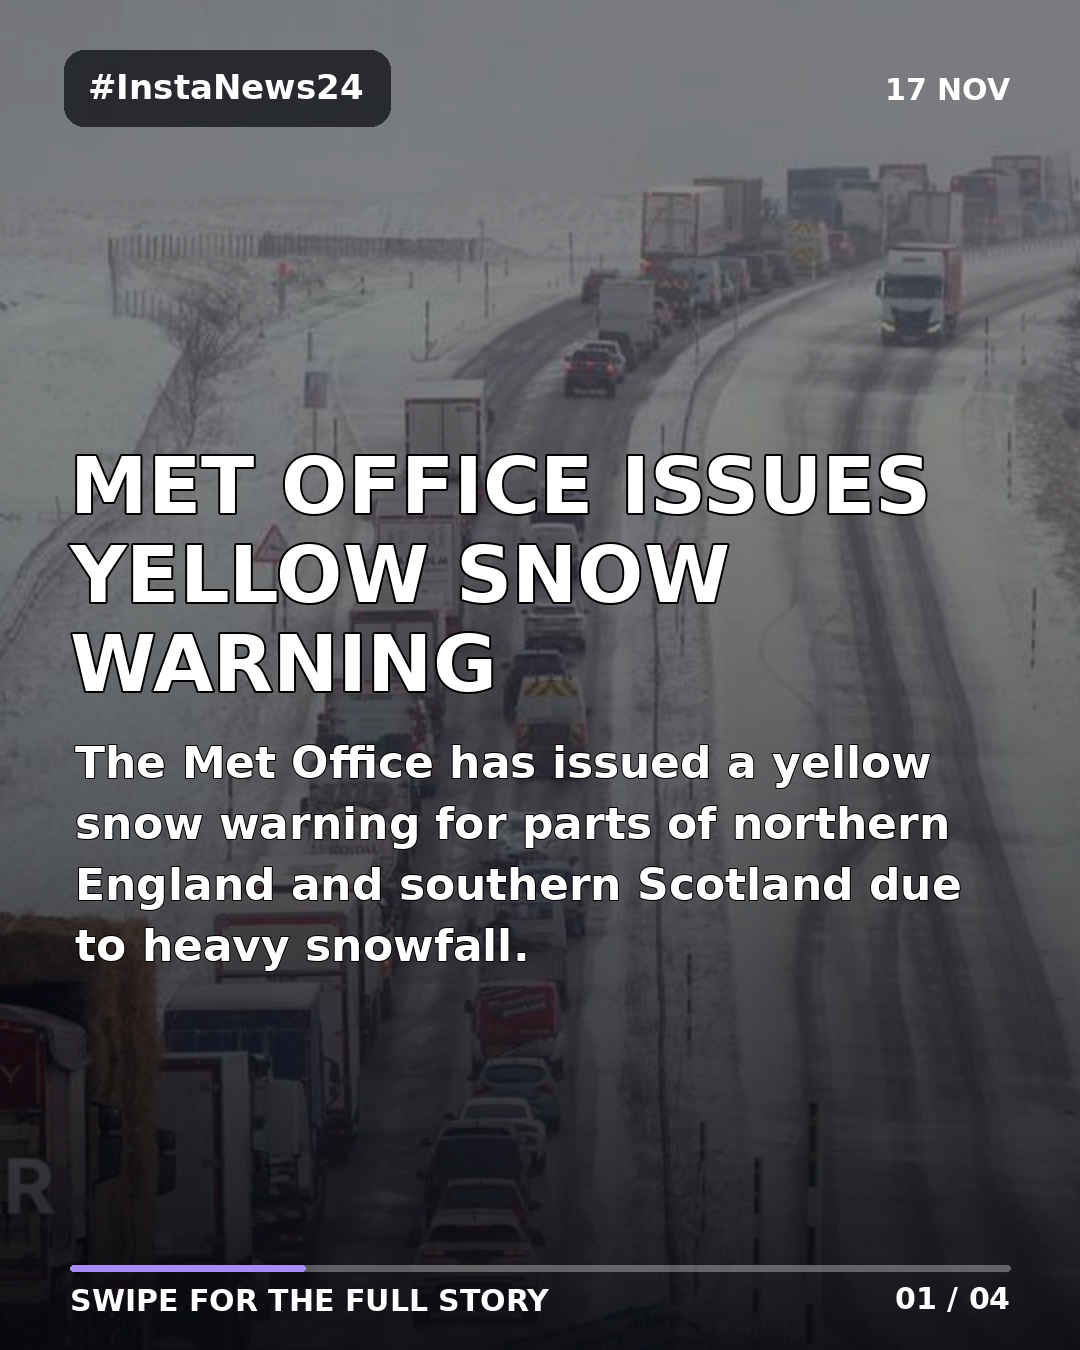 #InstaNews24
17 NOV
MET OFFICE ISSUES
YELLOW SNOW
WARNING
The Met Office has issued a yellow
snow warning for parts of northern
England and southern Scotland due
to heavy snowfall.
R
SWIPE FOR THE FULL STORY
01 / 04